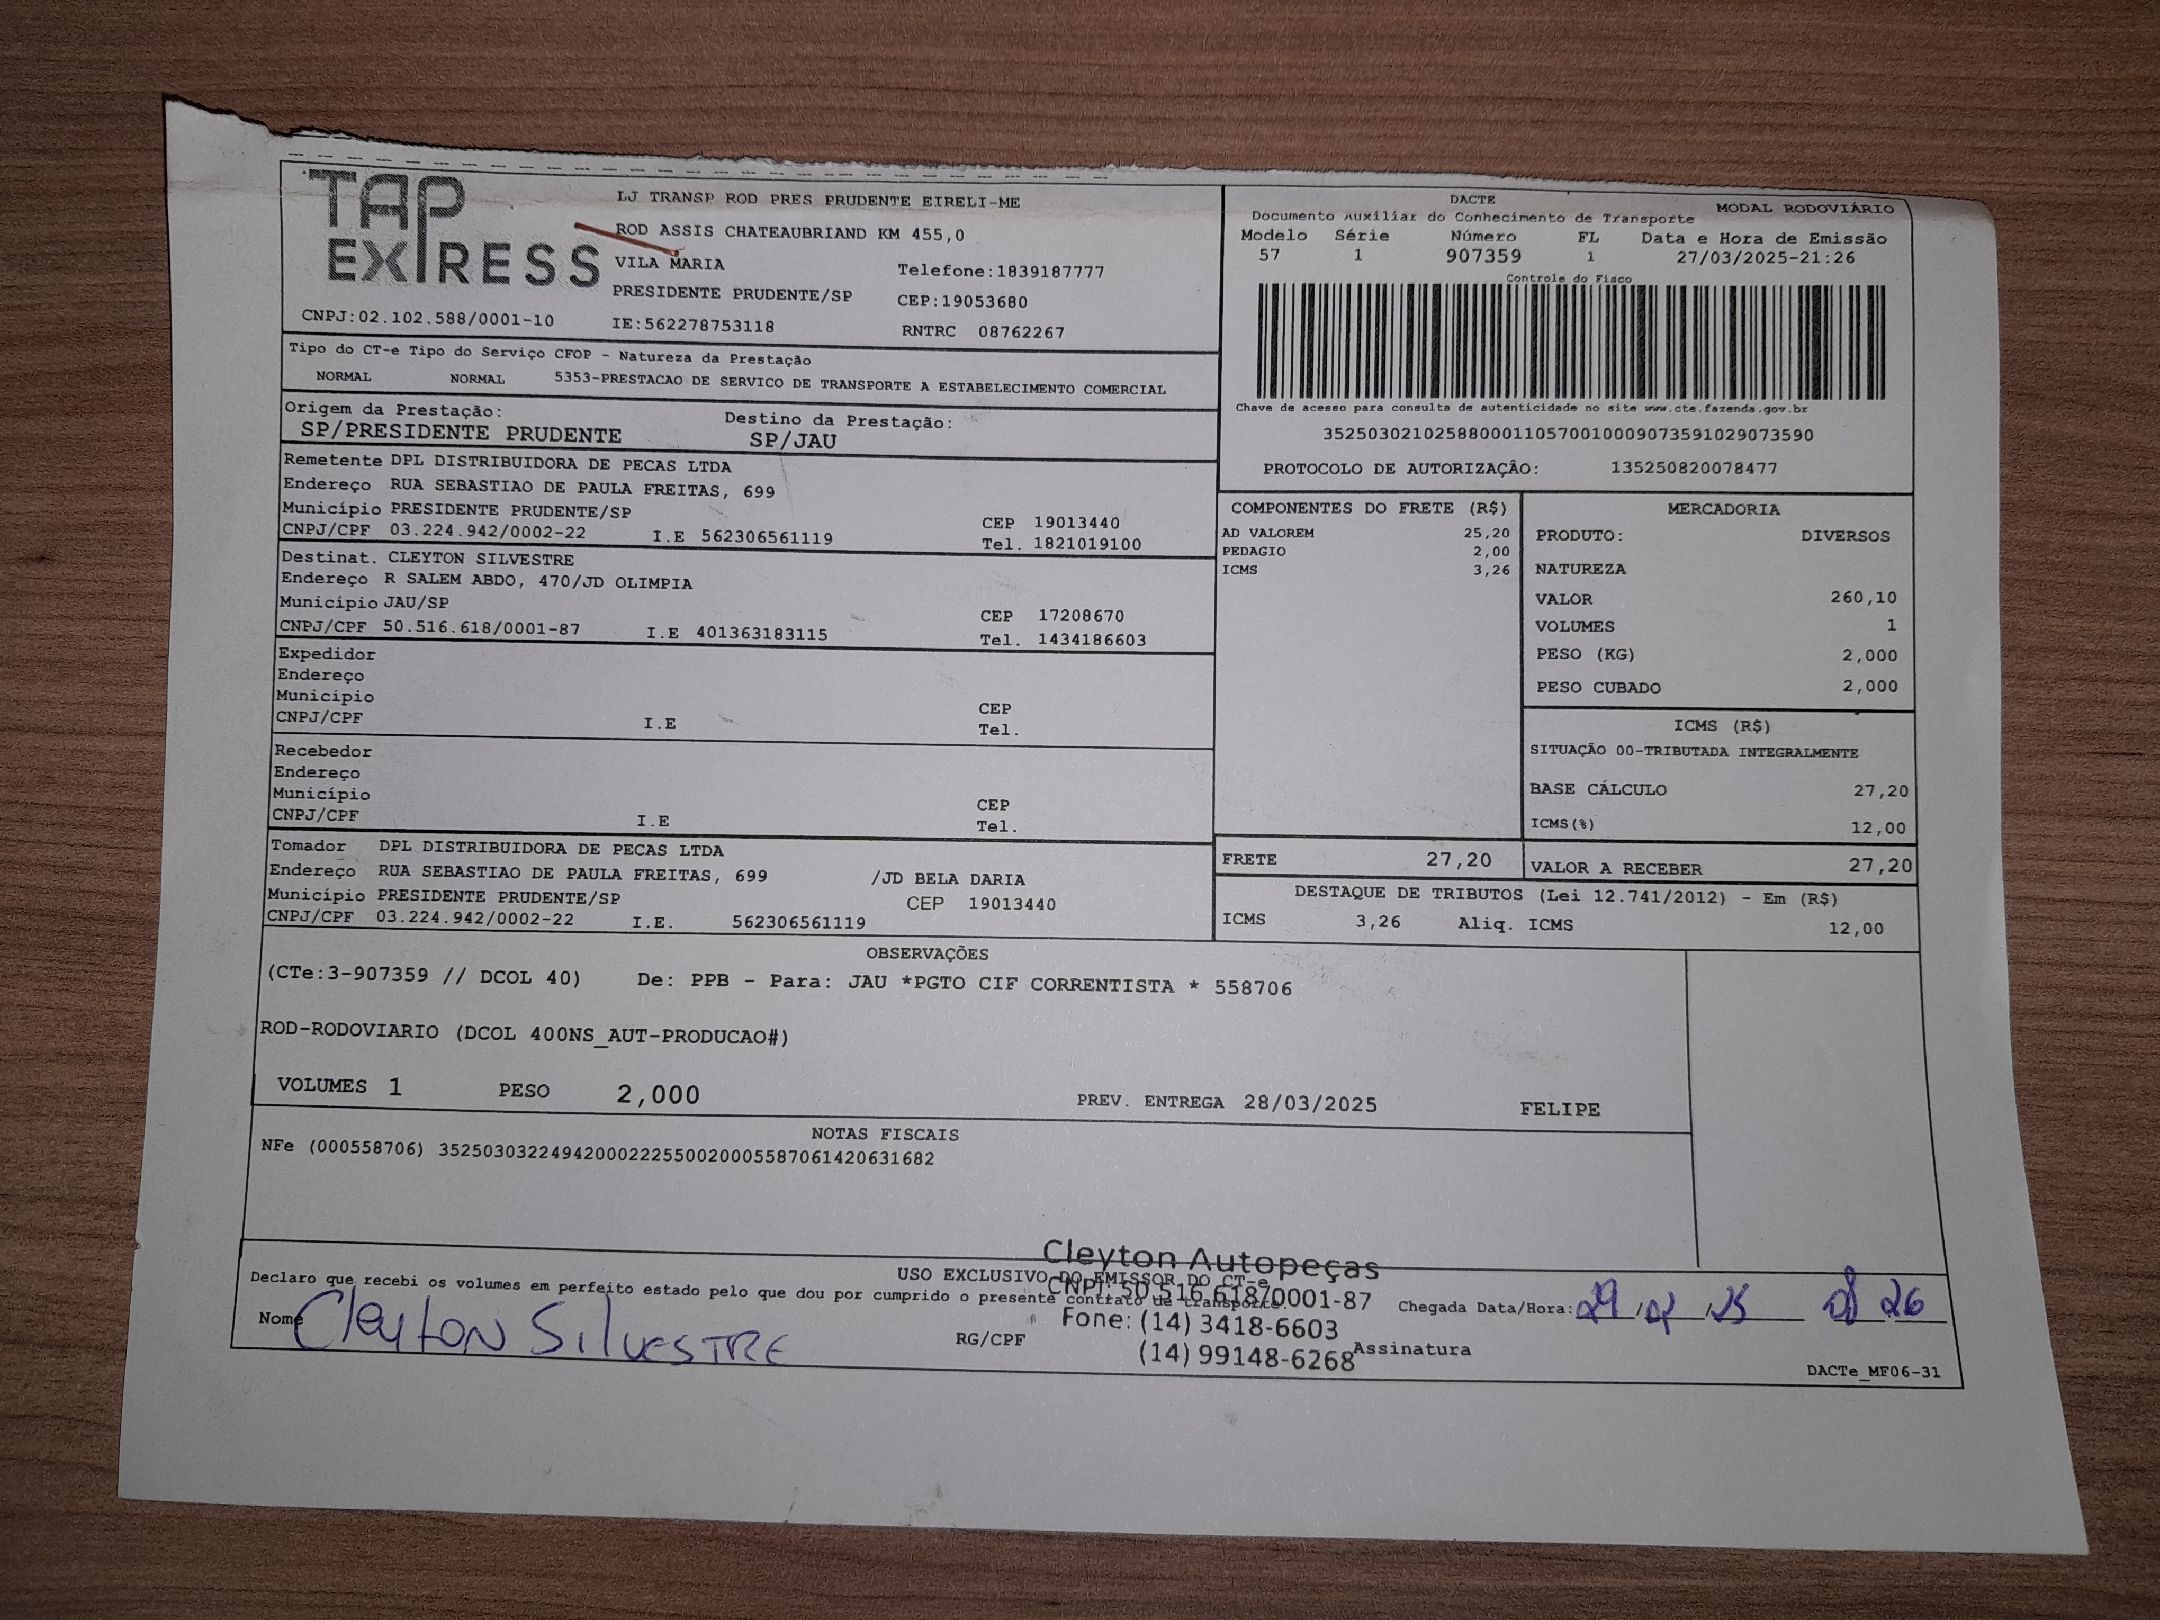 TAP EXPRESS
LJ TRANSP ROD PRES PRUDENTE EIRELI-ME
ROD ASSIS CHATEAUBRIAND KM 455,0
VILA MARIA
Telefone:1839187777
PRESIDENTE PRUDENTE/SP CEP:19053680
CNPJ:02.102.588/0001-10 IE:562278753118 RNTRC 08762267
DACTE
Documento Auxiliar do Conhecimento de Transporte
MODAL RODOVIÁRIO
Modelo Série Número FL Data e Hora de Emissão
57 1 907359 1 27/03/2025-21:26
Controle do Fisco
Chave de acesso para consulta de autenticidade no site www.cte.fazenda.gov.br
35250302102588000110570010009073591029073590
PROTOCOLO DE AUTORIZAÇÂO: 135250820078477
Tipo do CT-e Tipo do Serviço CFOP - Natureza da Prestação
NORMAL NORMAL 5353-PRESTACAO DE SERVICO DE TRANSPORTE A ESTABELECIMENTO COMERCIAL
Origem da Prestação: Destino da Prestação:
SP/PRESIDENTE PRUDENTE SP/JAU
Remetente DPL DISTRIBUIDORA DE PECAS LTDA
Endereço RUA SEBASTIAO DE PAULA FREITAS, 699
Município PRESIDENTE PRUDENTE/SP CEP 19013440
CNPJ/CPF 03.224.942/0002-22 I.E 562306561119 Tel. 1821019100
Destinat. CLEYTON SILVESTRE
Endereço R SALEM ABDO, 470/JD OLIMPIA
Município JAU/SP CEP 17208670
CNPJ/CPF 50.516.618/0001-87 I.E 401363183115 Tel. 1434186603
Expedidor
Endereço
Município CEP
CNPJ/CPF I.E Tel.
Recebedor
Endereço
Município CEP
CNPJ/CPF I.E Tel.
Tomador DPL DISTRIBUIDORA DE PECAS LTDA
Endereço RUA SEBASTIAO DE PAULA FREITAS, 699 /JD BELA DARIA
Município PRESIDENTE PRUDENTE/SP CEP 19013440
CNPJ/CPF 03.224.942/0002-22 I.E. 562306561119
COMPONENTES DO FRETE (R$)
AD VALOREM 25,20
PEDAGIO 2,00
ICMS 3,26
MERCADORIA
PRODUTO: DIVERSOS
NATUREZA
VALOR 260,10
VOLUMES 1
PESO (KG) 2,000
PESO CUBADO 2,000
ICMS (R$)
SITUAÇÃO 00-TRIBUTADA INTEGRALMENTE
BASE CÁLCULO 27,20
ICMS(%) 12,00
FRETE 27,20 VALOR A RECEBER 27,20
DESTAQUE DE TRIBUTOS (Lei 12.741/2012) - Em (R$)
ICMS 3,26 Aliq. ICMS 12,00
OBSERVAÇÕES
(CTe:3-907359 // DCOL 40) De: PPB - Para: JAU *PGTO CIF CORRENTISTA * 558706
ROD-RODOVIARIO (DCOL 400NS_AUT-PRODUCAO#)
VOLUMES 1 PESO 2,000 PREV. ENTREGA 28/03/2025 FELIPE
NOTAS FISCAIS
NFe (000558706) 35250303224942000222550020005587061420631682
USO EXCLUSIVO DO EMISSOR DO CT-e
Declaro que recebi os volumes em perfeito estado pelo que dou por cumprido o presente contrato de transporte.
Cleyton Autopeças
CNPJ: 50.516.618/0001-87
Fone: (14) 3418-6603
(14) 99148-6268
Chegada Data/Hora: 26
Nome Cleyton Silvestre RG/CPF Assinatura
DACTe_MF06-31